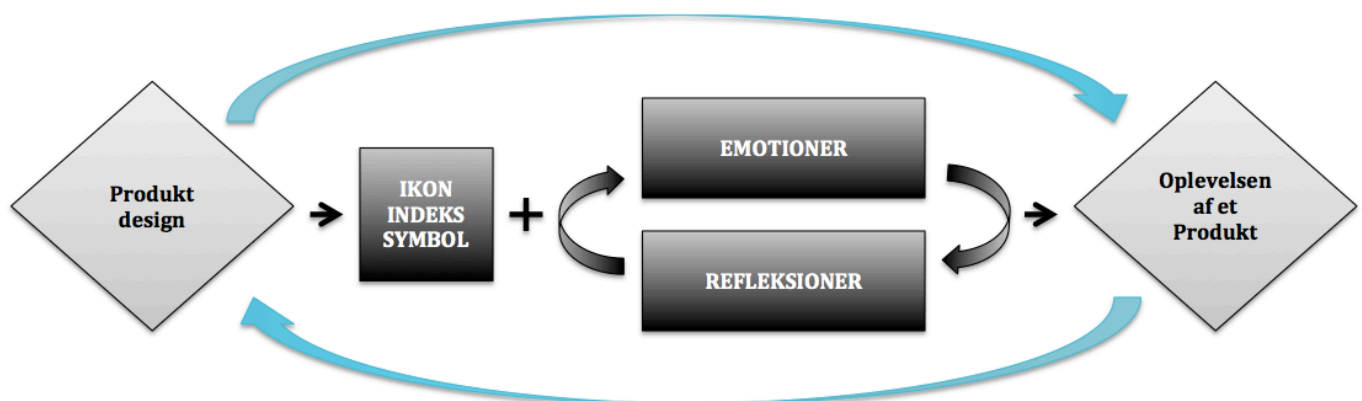 Produkt
design
IKON
INDEKS
SYMBOL
EMOTIONER
REFLEKSIONER
Oplevelsen
af et
Produkt